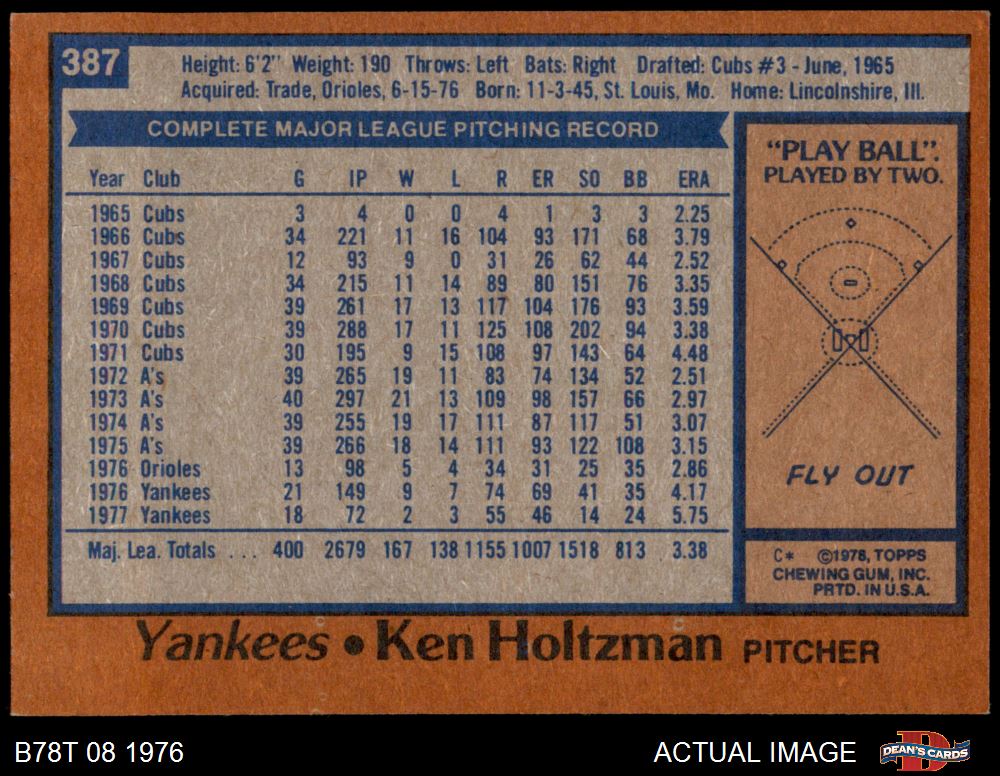 387
Height: 6'2" Weight: 190 Throws: Left Bats: Right Drafted: Cubs #3 - June, 1965
Acquired: Trade, Orioles, 6-15-76 Born: 11-3-45, St. Louis, Mo. Home: Lincolnshire, Ill.
COMPLETE MAJOR LEAGUE PITCHING RECORD
Year Club G IP W L R ER SO BB ERA
1965 Cubs 3 4 0 0 4 1 3 3 2.25
1966 Cubs 34 221 11 16 104 93 171 68 3.79
1967 Cubs 12 93 9 0 31 26 62 44 2.52
1968 Cubs 34 215 11 14 89 80 151 76 3.35
1969 Cubs 39 261 17 13 117 104 176 93 3.59
1970 Cubs 39 288 17 11 125 108 202 94 3.38
1971 Cubs 30 195 9 15 108 97 143 64 4.48
1972 A's 39 265 19 11 83 74 134 52 2.51
1973 A's 40 297 21 13 109 98 157 66 2.97
1974 A's 39 255 19 17 111 87 117 51 3.07
1975 A's 39 266 18 14 111 93 122 108 3.15
1976 Orioles 13 98 5 4 34 31 25 35 2.86
1976 Yankees 21 149 9 7 74 69 41 35 4.17
1977 Yankees 18 72 2 3 55 46 14 24 5.75
Maj. Lea. Totals . . . 400 2679 167 138 1155 1007 1518 813 3.38
"PLAY BALL".
PLAYED BY TWO.
FLY OUT
C* ©1978, TOPPS
CHEWING GUM, INC.
PRTD. IN U.S.A.
Yankees • Ken Holtzman PITCHER
B78T 08 1976
ACTUAL IMAGE
DEAN'S CARDS